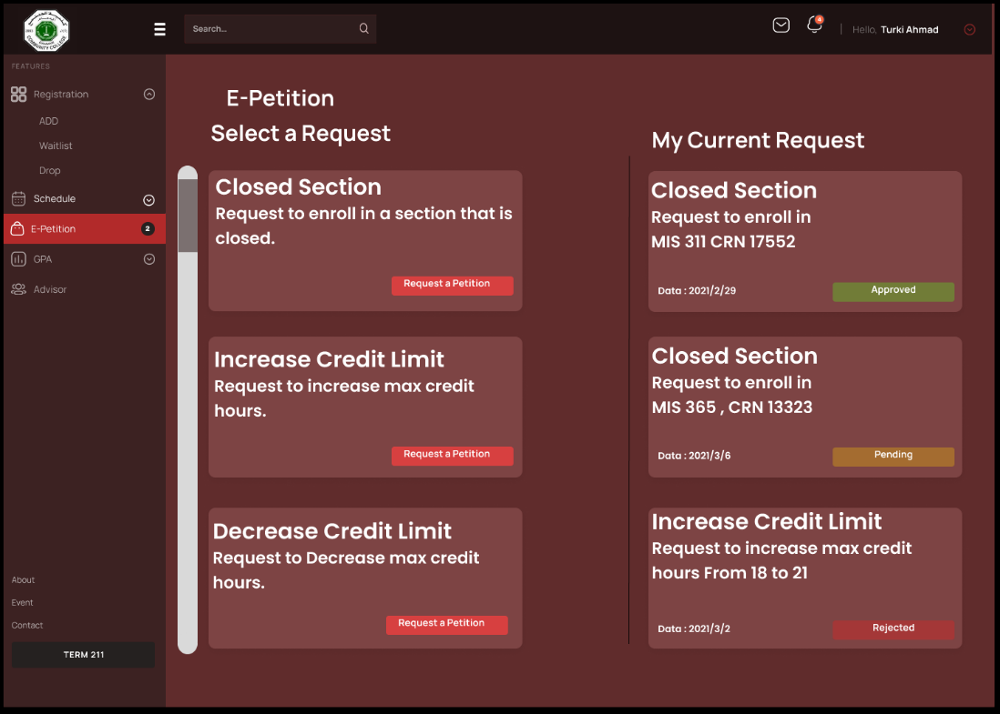 COMMUNITY COLLEGE
Search...
4
Hello, Turki Ahmad
FEATURES
Registration
ADD
Waitlist
Drop
Schedule
E-Petition
2
GPA
Advisor
About
Event
Contact
TERM 211
E-Petition
Select a Request
Closed Section
Request to enroll in a section that is
closed.
Request a Petition
Increase Credit Limit
Request to increase max credit
hours.
Request a Petition
Decrease Credit Limit
Request to Decrease max credit
hours.
Request a Petition
My Current Request
Closed Section
Request to enroll in
MIS 311 CRN 17552
Data : 2021/2/29
Approved
Closed Section
Request to enroll in
MIS 365 , CRN 13323
Data : 2021/3/6
Pending
Increase Credit Limit
Request to increase max credit
hours From 18 to 21
Data : 2021/3/2
Rejected